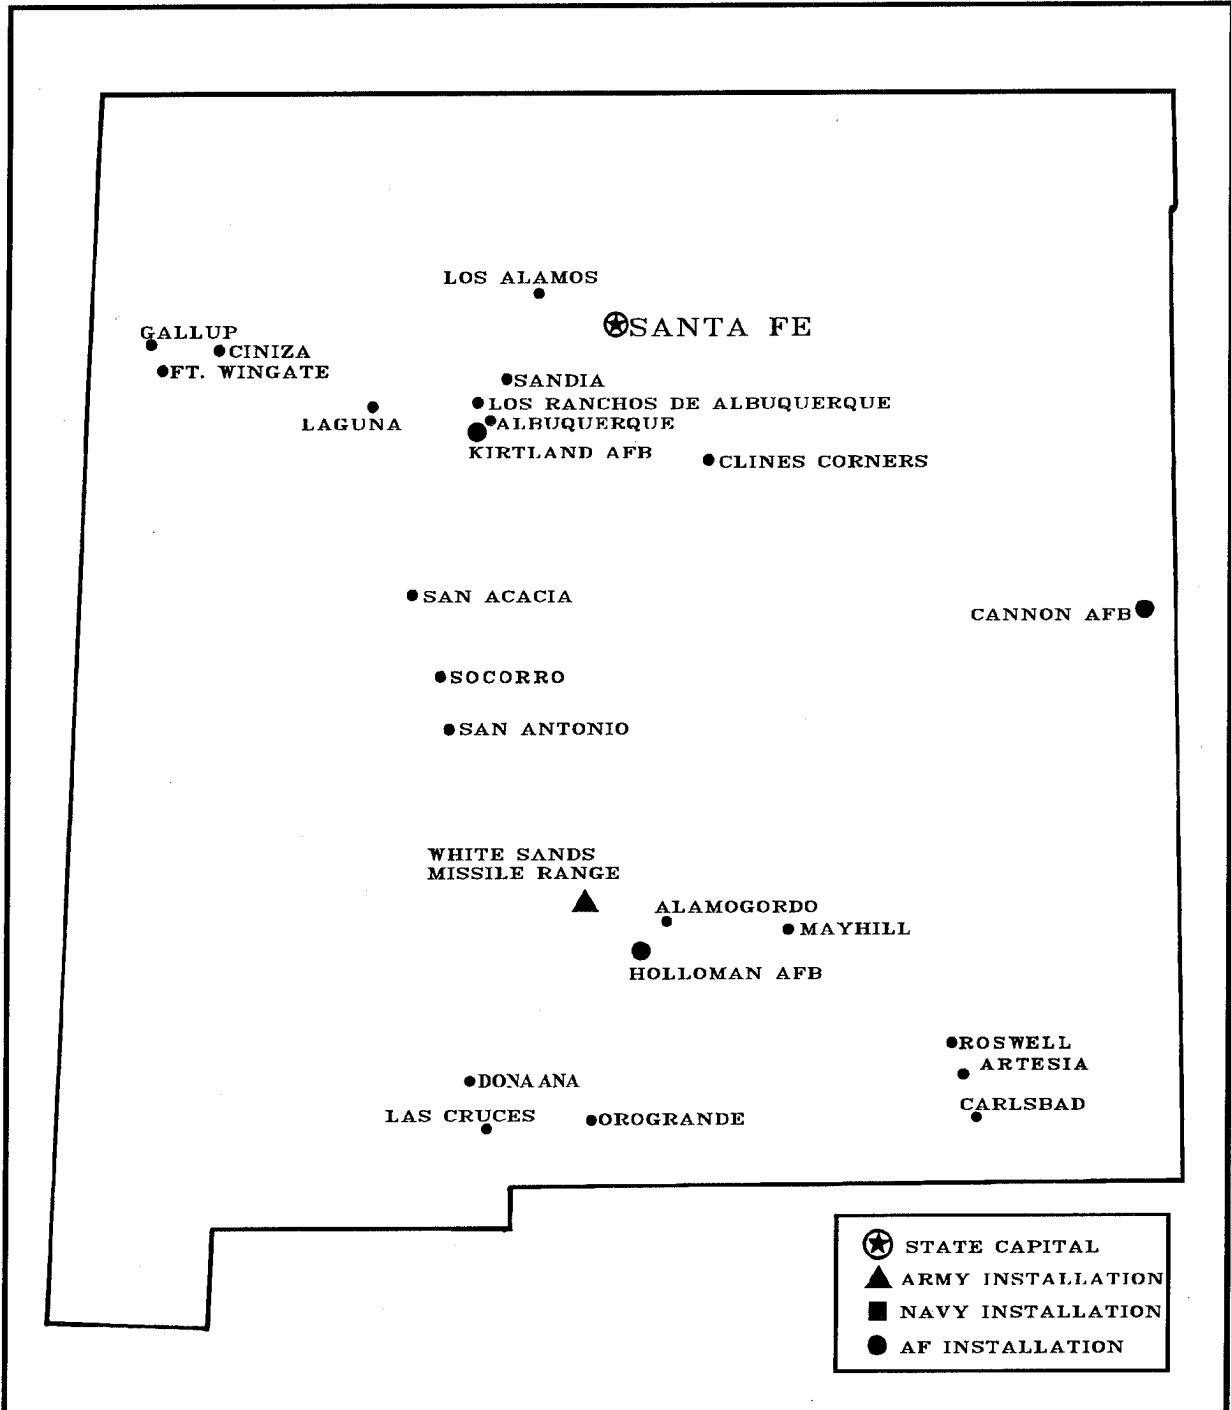 LOS ALAMOS
SANTA FE
GALLUP
CINIZA
FT. WINGATE
SANDIA
LOS RANCHOS DE ALBUQUERQUE
LAGUNA
ALBUQUERQUE
KIRTLAND AFB
CLINES CORNERS
SAN ACACIA
CANNON AFB
SOCORRO
SAN ANTONIO
WHITE SANDS
MISSILE RANGE
ALAMOGORDO
MAYHILL
HOLLOMAN AFB
ROSWELL
ARTESIA
DONA ANA
CARLSBAD
LAS CRUCES
OROGRANDE
STATE CAPITAL
ARMY INSTALLATION
NAVY INSTALLATION
AF INSTALLATION